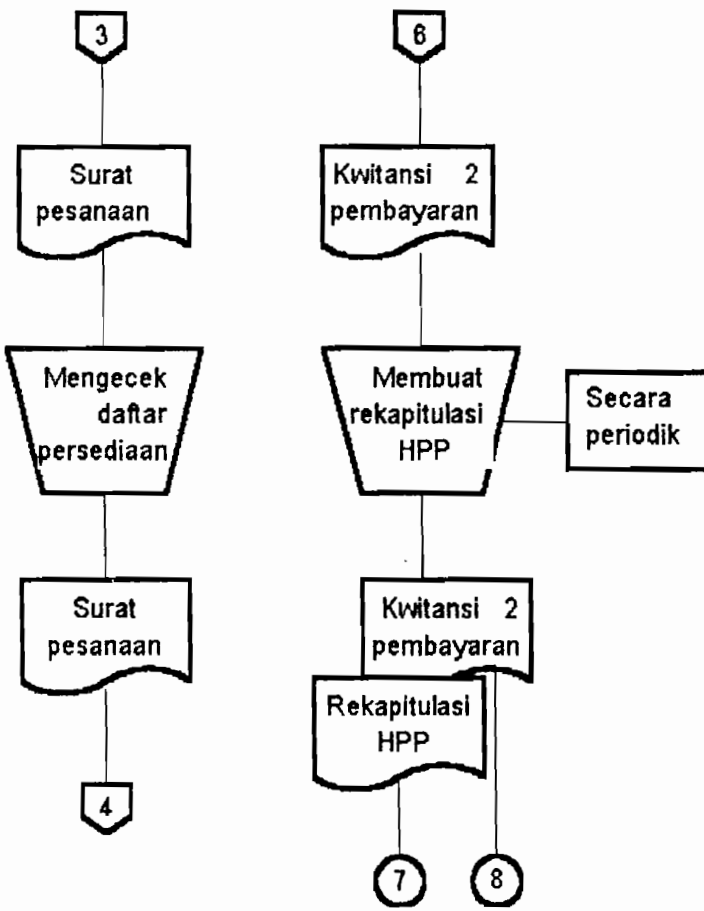 3
Surat
pesanaan
Mengecek
daftar
persediaan
Surat
pesanaan
4
6
Kwitansi 2
pembayaran
Membuat
rekapitulasi
HPP
Secara
periodik
Kwitansi 2
pembayaran
Rekapitulasi
HPP
7
8